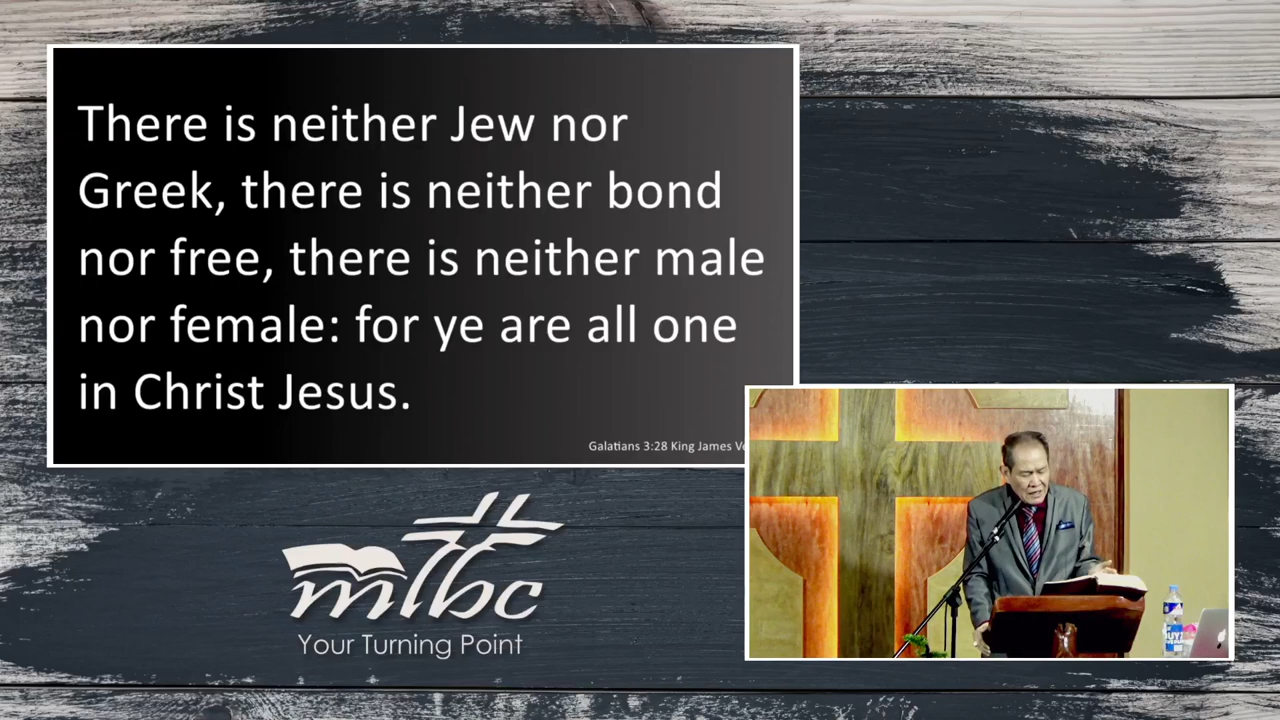 There is neither Jew nor
Greek, there is neither bond
nor free, there is neither male
nor female: for ye are all one
in Christ Jesus.
Galatians 3:28 King James
mlbc
Your Turning Point